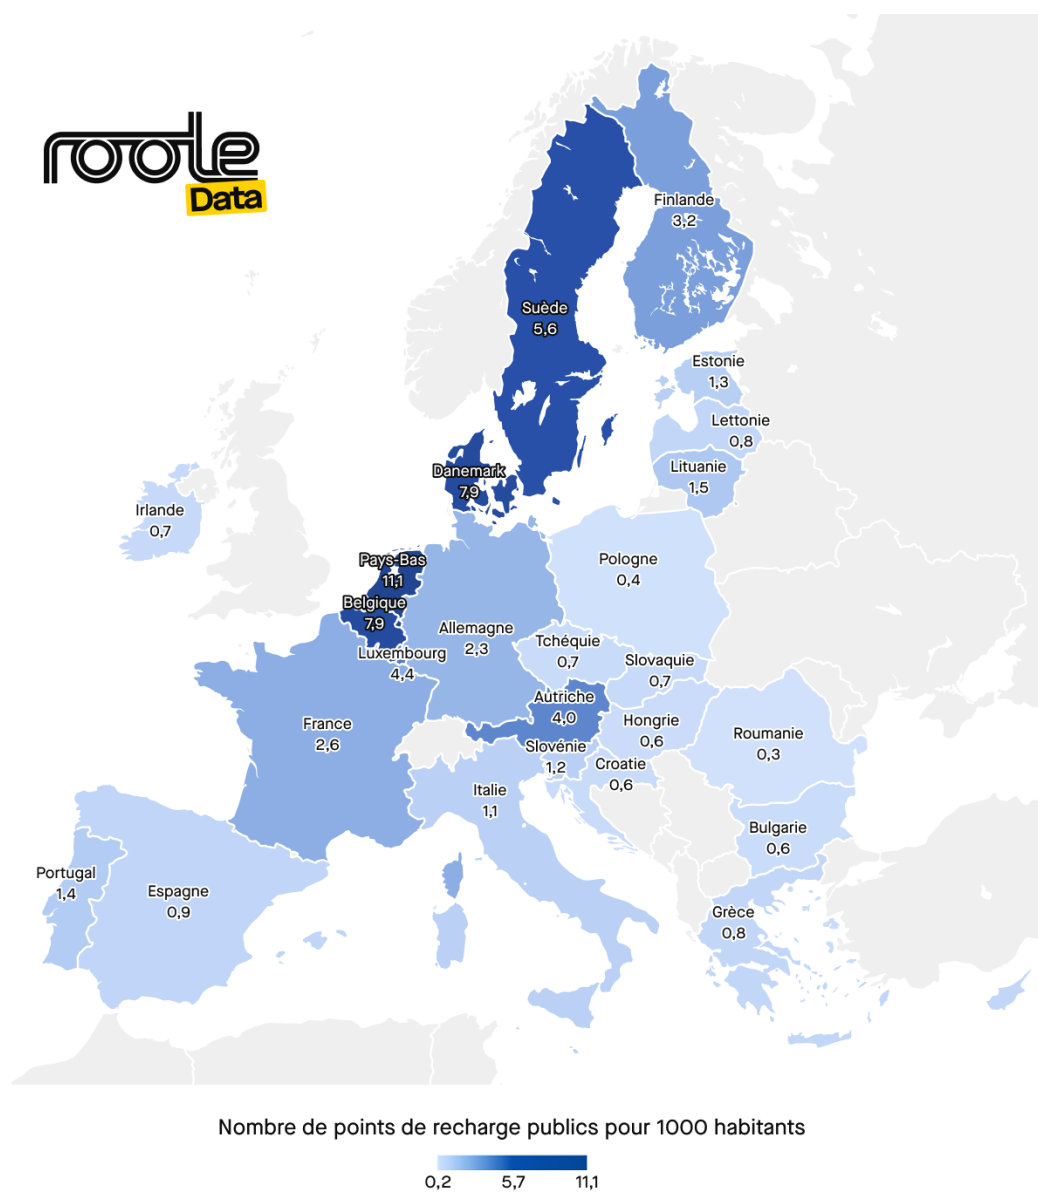 roole
Data
Finlande
3,2
Suède
5,6
Estonie
1,3
Lettonie
0,8
Lituanie
1,5
Danemark
7,9
Irlande
0,7
Pays-Bas
11,1
Pologne
0,4
Belgique
7,9
Allemagne
2,3
Tchéquie
0,7
Luxembourg
4,4
Slovaquie
0,7
Autriche
4,0
France
2,6
Hongrie
0,6
Roumanie
0,3
Slovénie
1,2
Croatie
0,6
Italie
1,1
Bulgarie
0,6
Portugal
1,4
Espagne
0,9
Grèce
0,8
Nombre de points de recharge publics pour 1000 habitants
0,2 5,7 11,1